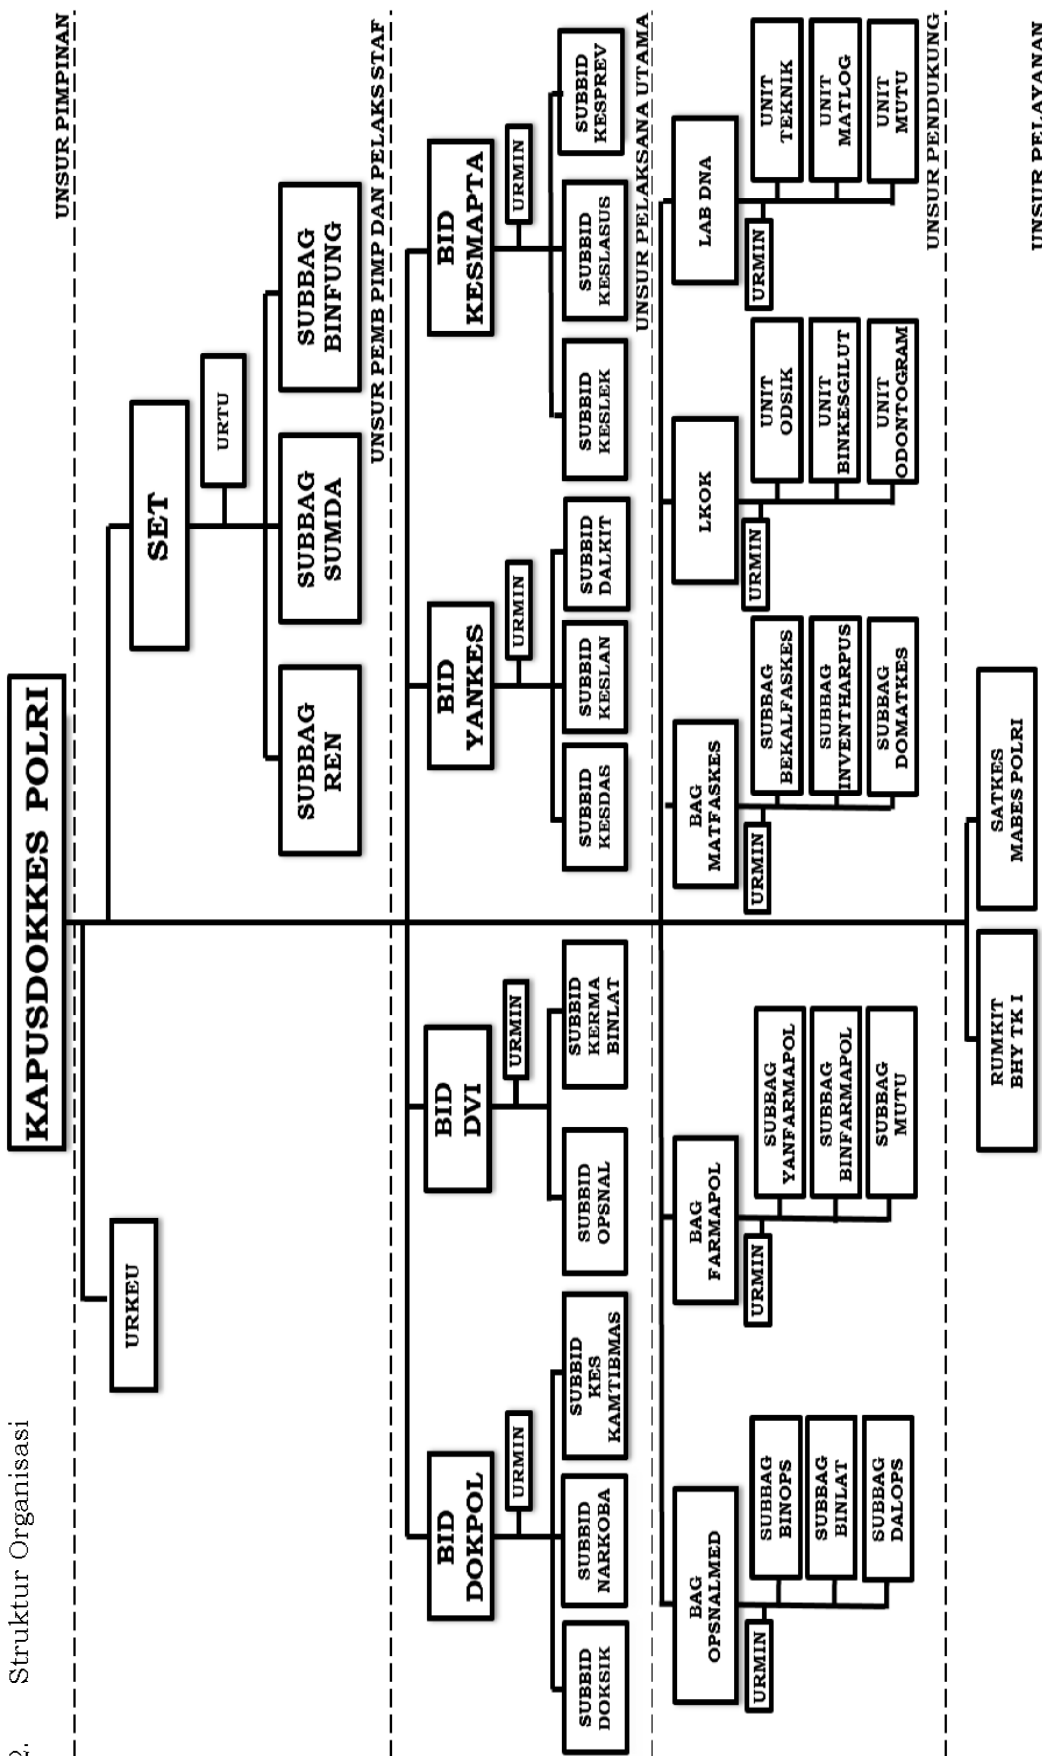 2. Struktur Organisasi
KAPUSDOKKES POLRI
UNSUR PIMPINAN
URKEU
SET
URTU
SUBBAG
REN
SUBBAG
SUMDA
SUBBAG
BINFUNG
UNSUR PEMB PIMP DAN PELAKS STAF
BID
DOKPOL
URMIN
SUBBID
DOKSIK
SUBBID
NARKOBA
SUBBID
KES
KAMTIBMAS
BID
DVI
URMIN
SUBBID
OPSNAL
SUBBID
KERMA
BINLAT
BID
YANKES
URMIN
SUBBID
KESDAS
SUBBID
KESLAN
SUBBID
DALKIT
BID
KESMAPTA
URMIN
SUBBID
KESLEK
SUBBID
KESLASUS
SUBBID
KESPREV
UNSUR PELAKSANA UTAMA
BAG
OPSNALMED
URMIN
SUBBAG
BINOPS
SUBBAG
BINLAT
SUBBAG
DALOPS
BAG
FARMAPOL
URMIN
SUBBAG
YANFARMAPOL
SUBBAG
BINFARMAPOL
SUBBAG
MUTU
BAG
MATFASKES
URMIN
SUBBAG
BEKALFASKES
SUBBAG
INVENTHARPUS
SUBBAG
DOMATKES
LKOK
URMIN
UNIT
ODSIK
UNIT
BINKESGILUT
UNIT
ODONTOGRAM
LAB DNA
URMIN
UNIT
TEKNIK
UNIT
MATLOG
UNIT
MUTU
UNSUR PENDUKUNG
RUMKIT
BHY TK I
SATKES
MABES POLRI
UNSUR PELAYANAN